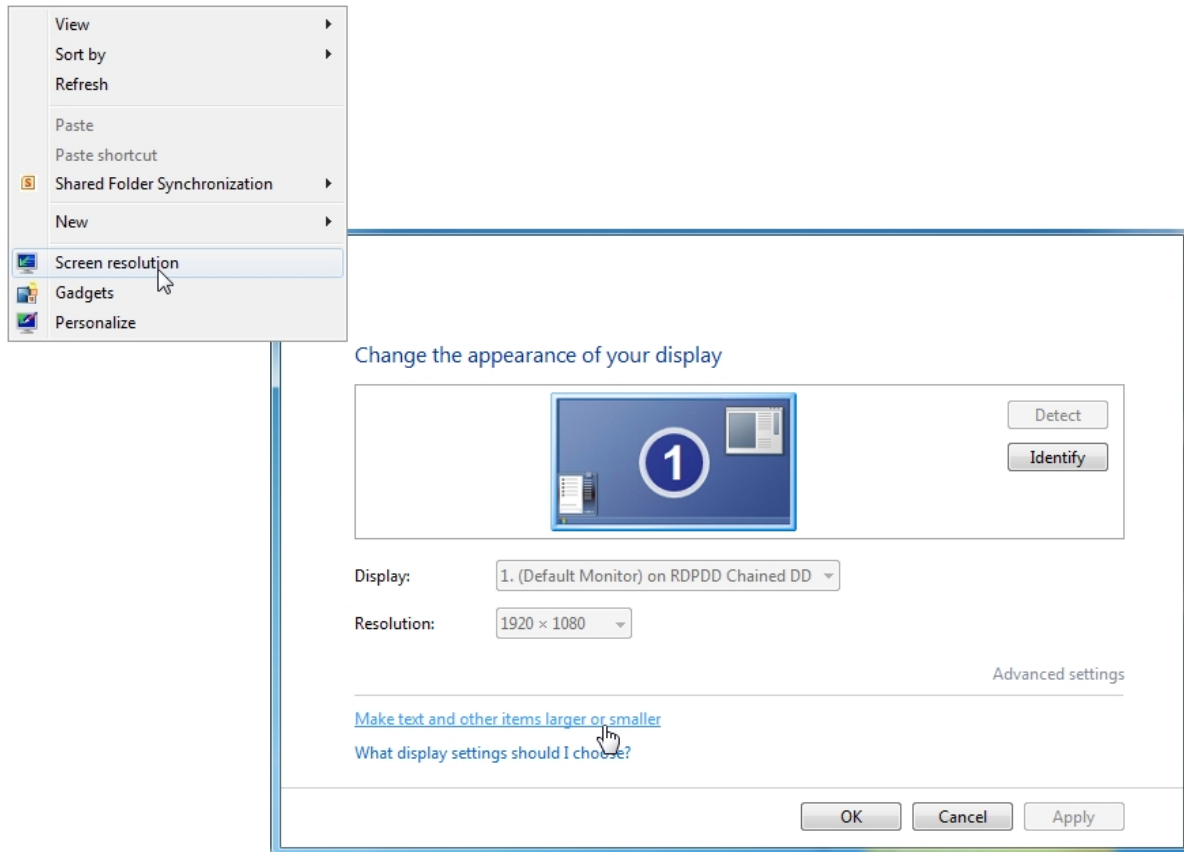 View
Sort by
Refresh
Paste
Paste shortcut
S
Shared Folder Synchronization
New
Screen resolution
Gadgets
Personalize
Change the appearance of your display
1
Detect
Identify
Display:
1. (Default Monitor) on RDPDD Chained DD
Resolution:
1920 × 1080
Advanced settings
Make text and other items larger or smaller
What display settings should I choose?
OK
Cancel
Apply